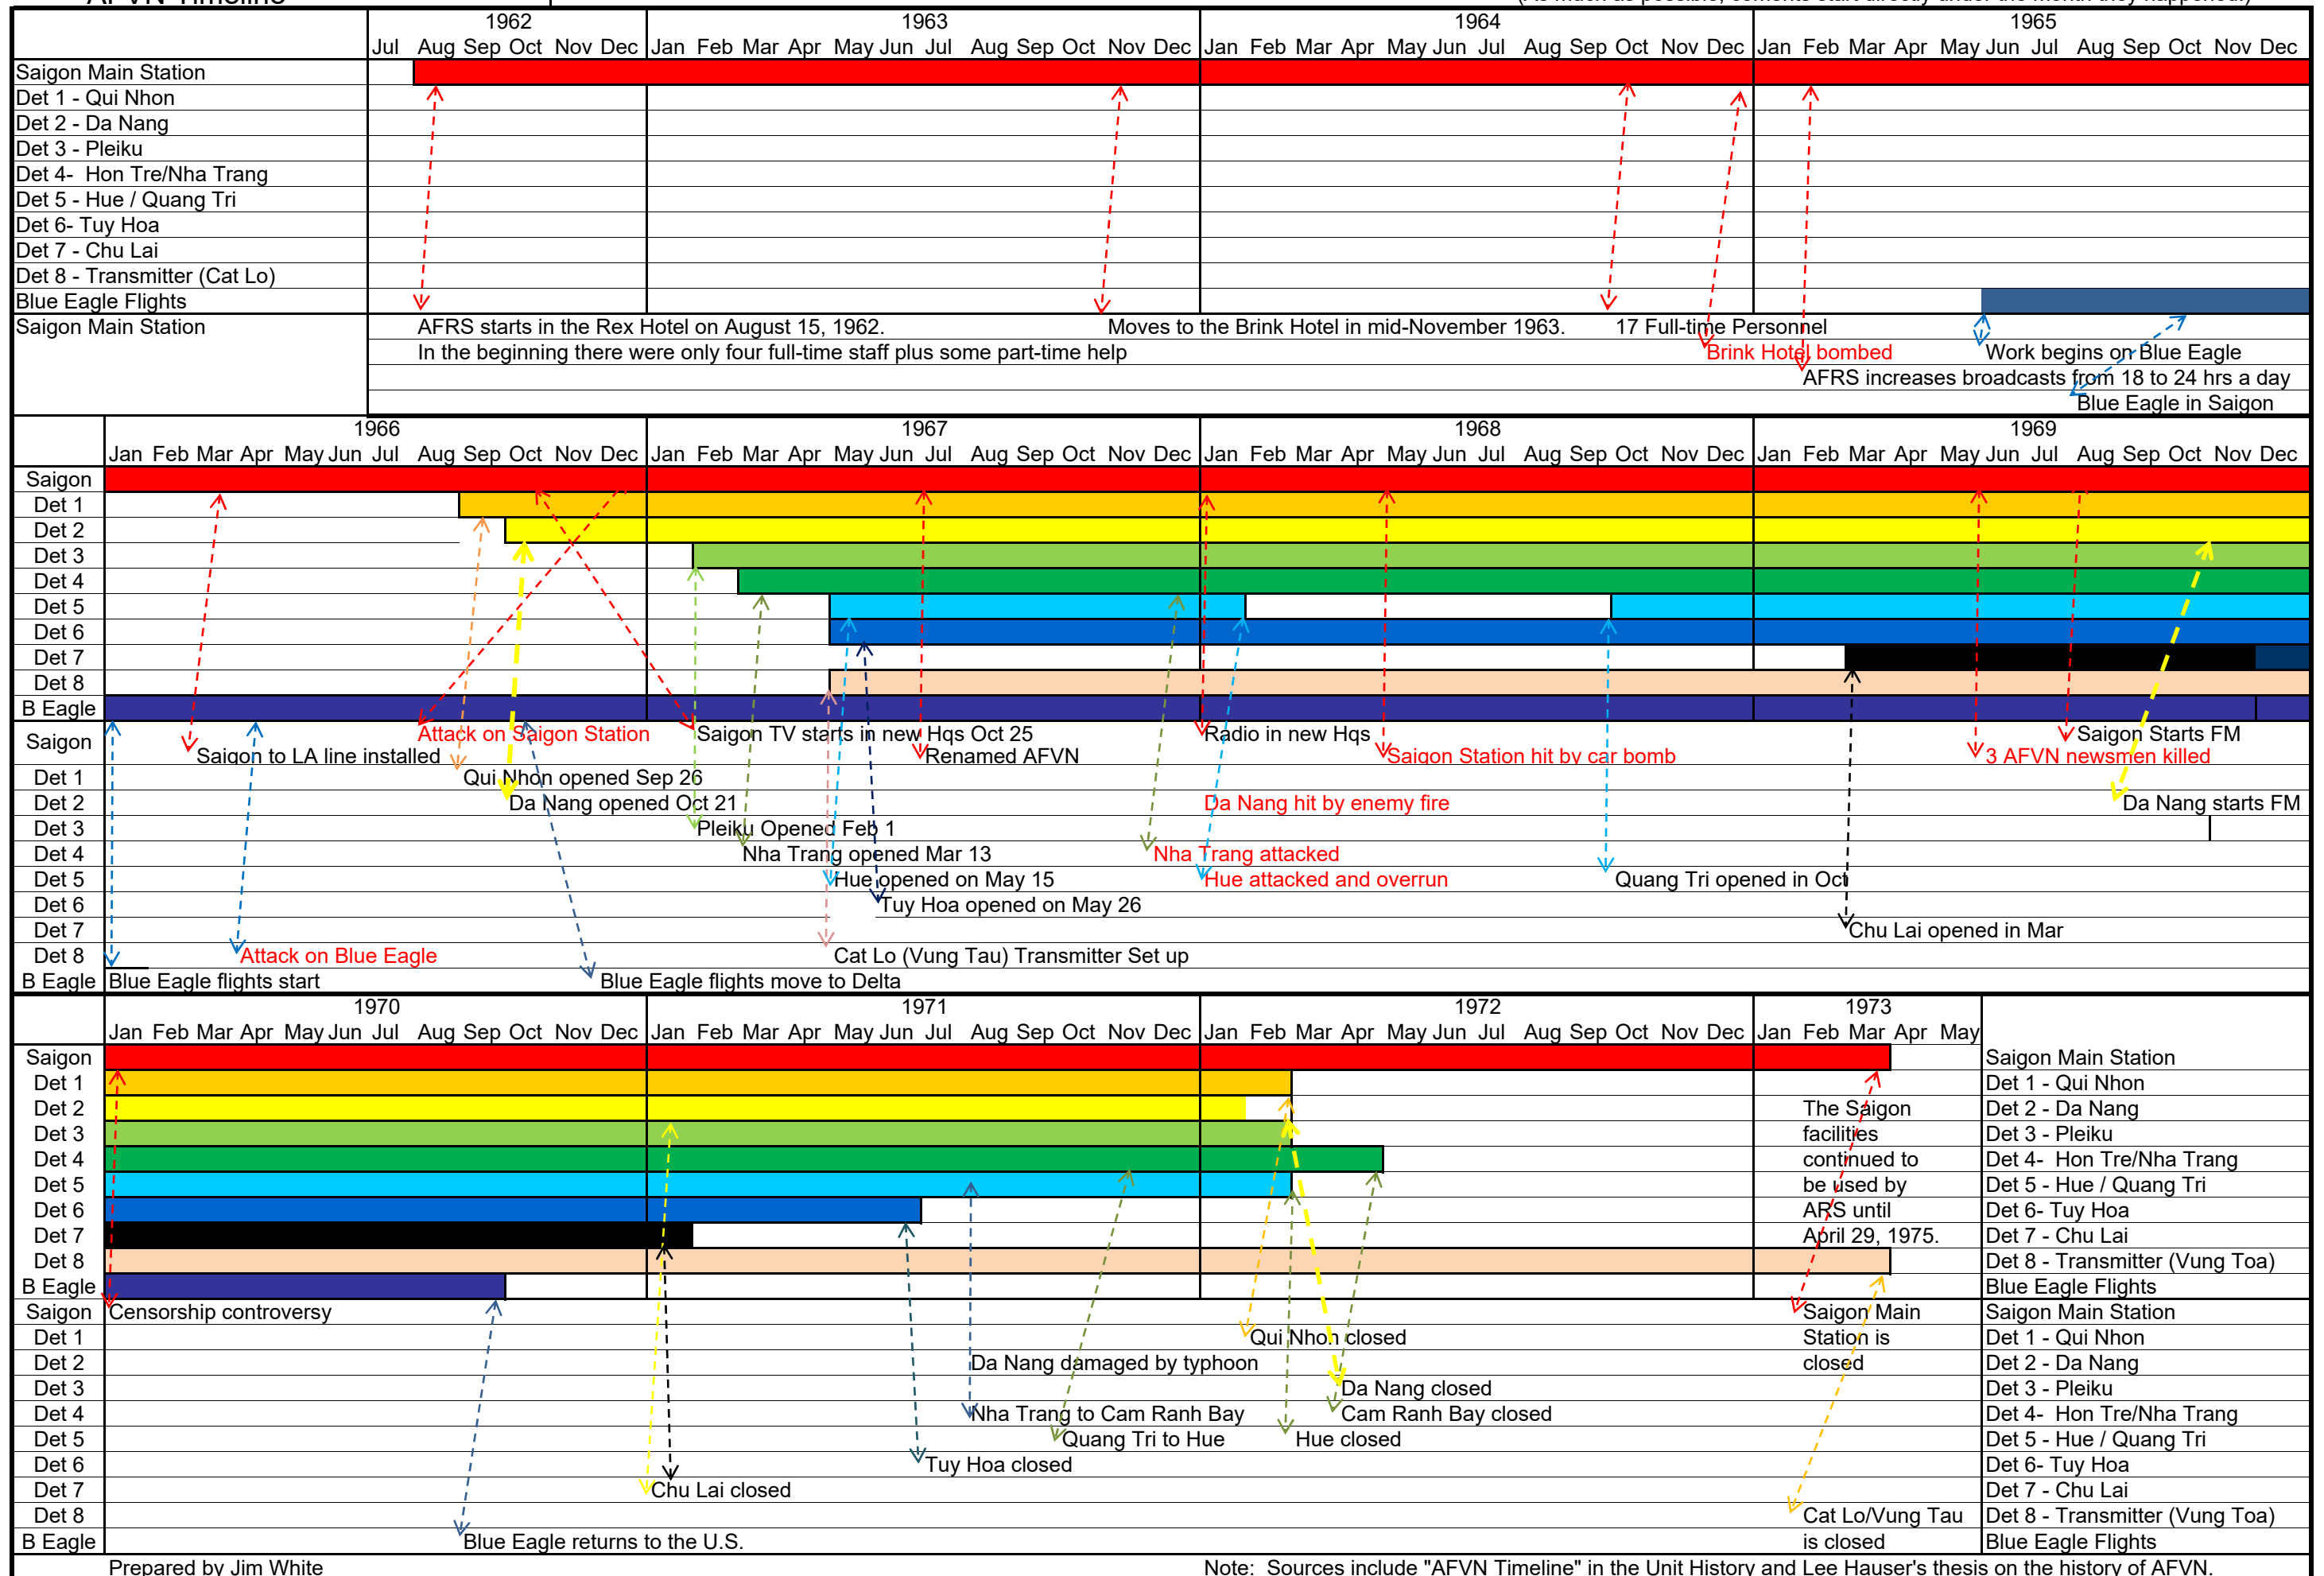 AFVN Timeline (As much as possible, coments start directly under the month they happened.)
1962 1963 1964 1965
Jul Aug Sep Oct Nov Dec Jan Feb Mar Apr May Jun Jul Aug Sep Oct Nov Dec Jan Feb Mar Apr May Jun Jul Aug Sep Oct Nov Dec Jan Feb Mar Apr May Jun Jul Aug Sep Oct Nov Dec
Saigon Main Station
Det 1 - Qui Nhon
Det 2 - Da Nang
Det 3 - Pleiku
Det 4- Hon Tre/Nha Trang
Det 5 - Hue / Quang Tri
Det 6- Tuy Hoa
Det 7 - Chu Lai
Det 8 - Transmitter (Cat Lo)
Blue Eagle Flights
Saigon Main Station AFRS starts in the Rex Hotel on August 15, 1962. Moves to the Brink Hotel in mid-November 1963. 17 Full-time Personnel
In the beginning there were only four full-time staff plus some part-time help Brink Hotel bombed Work begins on Blue Eagle
AFRS increases broadcasts from 18 to 24 hrs a day
Blue Eagle in Saigon
1966 1967 1968 1969
Jan Feb Mar Apr May Jun Jul Aug Sep Oct Nov Dec Jan Feb Mar Apr May Jun Jul Aug Sep Oct Nov Dec Jan Feb Mar Apr May Jun Jul Aug Sep Oct Nov Dec Jan Feb Mar Apr May Jun Jul Aug Sep Oct Nov Dec
Saigon
Det 1
Det 2
Det 3
Det 4
Det 5
Det 6
Det 7
Det 8
B Eagle
Saigon Attack on Saigon Station Saigon TV starts in new Hqs Oct 25 Radio in new Hqs Saigon Starts FM
Saigon to LA line installed Renamed AFVN Saigon Station hit by car bomb 3 AFVN newsmen killed
Det 1 Qui Nhon opened Sep 26
Det 2 Da Nang opened Oct 21 Da Nang hit by enemy fire Da Nang starts FM
Det 3 Pleiku Opened Feb 1
Det 4 Nha Trang opened Mar 13 Nha Trang attacked
Det 5 Hue opened on May 15 Hue attacked and overrun Quang Tri opened in Oct
Det 6 Tuy Hoa opened on May 26
Det 7 Chu Lai opened in Mar
Det 8 Attack on Blue Eagle Cat Lo (Vung Tau) Transmitter Set up
B Eagle Blue Eagle flights start Blue Eagle flights move to Delta
1970 1971 1972 1973
Jan Feb Mar Apr May Jun Jul Aug Sep Oct Nov Dec Jan Feb Mar Apr May Jun Jul Aug Sep Oct Nov Dec Jan Feb Mar Apr May Jun Jul Aug Sep Oct Nov Dec Jan Feb Mar Apr May
Saigon Saigon Main Station
Det 1 Det 1 - Qui Nhon
Det 2 The Saigon Det 2 - Da Nang
Det 3 facilities Det 3 - Pleiku
Det 4 continued to Det 4- Hon Tre/Nha Trang
Det 5 be used by Det 5 - Hue / Quang Tri
Det 6 ARS until Det 6- Tuy Hoa
Det 7 April 29, 1975. Det 7 - Chu Lai
Det 8 Det 8 - Transmitter (Vung Toa)
B Eagle Blue Eagle Flights
Saigon Censorship controversy Saigon Main Saigon Main Station
Det 1 Qui Nhon closed Station is Det 1 - Qui Nhon
Det 2 Da Nang damaged by typhoon closed Det 2 - Da Nang
Det 3 Da Nang closed Det 3 - Pleiku
Det 4 Nha Trang to Cam Ranh Bay Cam Ranh Bay closed Det 4- Hon Tre/Nha Trang
Det 5 Quang Tri to Hue Hue closed Det 5 - Hue / Quang Tri
Det 6 Tuy Hoa closed Det 6- Tuy Hoa
Det 7 Chu Lai closed Det 7 - Chu Lai
Det 8 Cat Lo/Vung Tau Det 8 - Transmitter (Vung Toa)
B Eagle Blue Eagle returns to the U.S. is closed Blue Eagle Flights
Prepared by Jim White Note: Sources include "AFVN Timeline" in the Unit History and Lee Hauser's thesis on the history of AFVN.